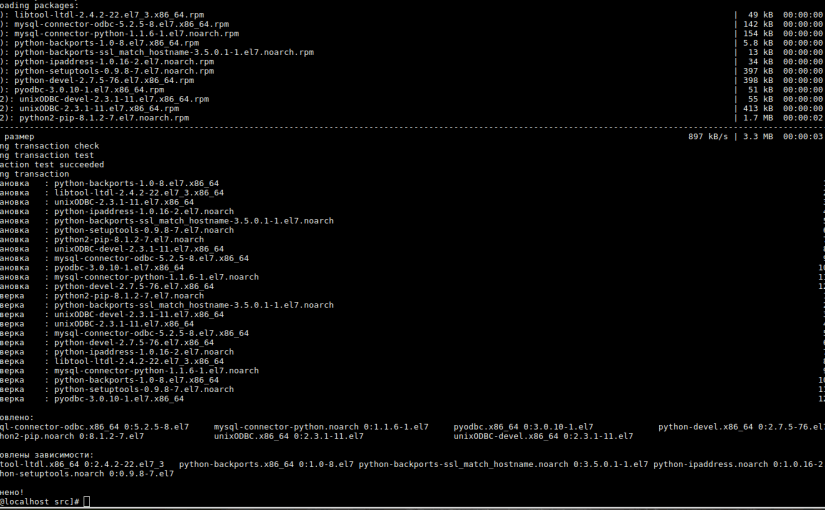 oading packages:
): libtool-ltdl-2.4.2-22.el7_3.x86_64.rpm | 49 kB 00:00:00
): mysql-connector-odbc-5.2.5-8.el7.x86_64.rpm | 142 kB 00:00:00
): mysql-connector-python-1.1.6-1.el7.noarch.rpm | 154 kB 00:00:00
): python-backports-1.0-8.el7.x86_64.rpm | 5.8 kB 00:00:00
): python-backports-ssl_match_hostname-3.5.0.1-1.el7.noarch.rpm | 13 kB 00:00:00
): python-ipaddress-1.0.16-2.el7.noarch.rpm | 34 kB 00:00:00
): python-setuptools-0.9.8-7.el7.noarch.rpm | 397 kB 00:00:00
): python-devel-2.7.5-76.el7.x86_64.rpm | 398 kB 00:00:00
): pyodbc-3.0.10-1.el7.x86_64.rpm | 51 kB 00:00:00
2): unixODBC-devel-2.3.1-11.el7.x86_64.rpm | 55 kB 00:00:00
2): unixODBC-2.3.1-11.el7.x86_64.rpm | 413 kB 00:00:00
2): python2-pip-8.1.2-7.el7.noarch.rpm | 1.7 MB 00:00:02
--------------------------------------------------------------------------------
размер 897 kB/s | 3.3 MB 00:00:03
ng transaction check
ng transaction test
action test succeeded
ng transaction
ановка : python-backports-1.0-8.el7.x86_64
ановка : libtool-ltdl-2.4.2-22.el7_3.x86_64
ановка : unixODBC-2.3.1-11.el7.x86_64
ановка : python-ipaddress-1.0.16-2.el7.noarch
ановка : python-backports-ssl_match_hostname-3.5.0.1-1.el7.noarch
ановка : python-setuptools-0.9.8-7.el7.noarch
ановка : python2-pip-8.1.2-7.el7.noarch
ановка : unixODBC-devel-2.3.1-11.el7.x86_64
ановка : mysql-connector-odbc-5.2.5-8.el7.x86_64
ановка : pyodbc-3.0.10-1.el7.x86_64 10
ановка : mysql-connector-python-1.1.6-1.el7.noarch 11
ановка : python-devel-2.7.5-76.el7.x86_64 12
верка : python2-pip-8.1.2-7.el7.noarch
верка : python-backports-ssl_match_hostname-3.5.0.1-1.el7.noarch
верка : unixODBC-devel-2.3.1-11.el7.x86_64
верка : unixODBC-2.3.1-11.el7.x86_64
верка : mysql-connector-odbc-5.2.5-8.el7.x86_64
верка : python-devel-2.7.5-76.el7.x86_64
верка : python-ipaddress-1.0.16-2.el7.noarch
верка : libtool-ltdl-2.4.2-22.el7_3.x86_64
верка : mysql-connector-python-1.1.6-1.el7.noarch
верка : python-backports-1.0-8.el7.x86_64 10
верка : python-setuptools-0.9.8-7.el7.noarch 11
верка : pyodbc-3.0.10-1.el7.x86_64 12
овлено:
ql-connector-odbc.x86_64 0:5.2.5-8.el7 mysql-connector-python.noarch 0:1.1.6-1.el7 pyodbc.x86_64 0:3.0.10-1.el7 python-devel.x86_64 0:2.7.5-76.el7
hon2-pip.noarch 0:8.1.2-7.el7 unixODBC.x86_64 0:2.3.1-11.el7 unixODBC-devel.x86_64 0:2.3.1-11.el7
овлены зависимости:
tool-ltdl.x86_64 0:2.4.2-22.el7_3 python-backports.x86_64 0:1.0-8.el7 python-backports-ssl_match_hostname.noarch 0:3.5.0.1-1.el7 python-ipaddress.noarch 0:1.0.16-2
hon-setuptools.noarch 0:0.9.8-7.el7
нено!
@localhost src]#